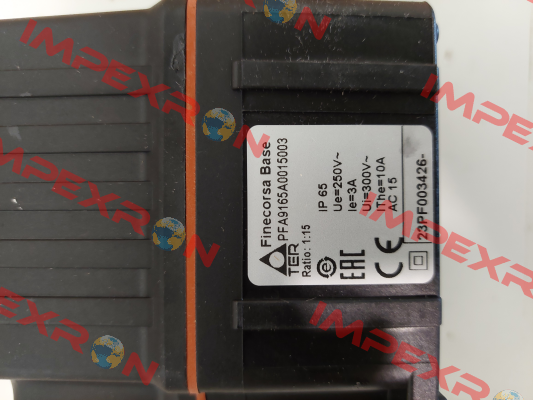 Finecorsa Base
PFA9165A0015003
TER
Ratio: 1:15
IP 65
Ue=250V~
Ie=3A
Ui=300V~
IThe=10A
AC 15
EAC
CE
23PF003426-
IMPEXRON
IMPEXRON
IMPEXRON
IMPEXRON